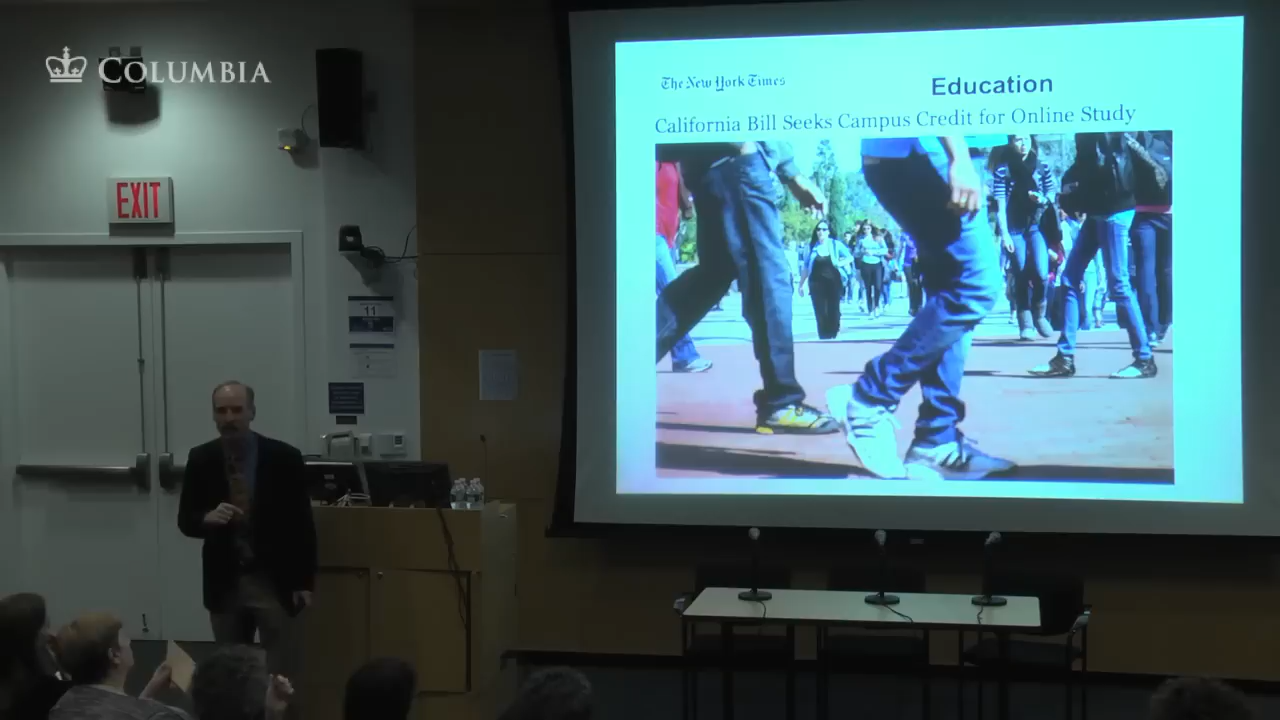 COLUMBIA
EXIT
11
The New York Times
Education
California Bill Seeks Campus Credit for Online Study